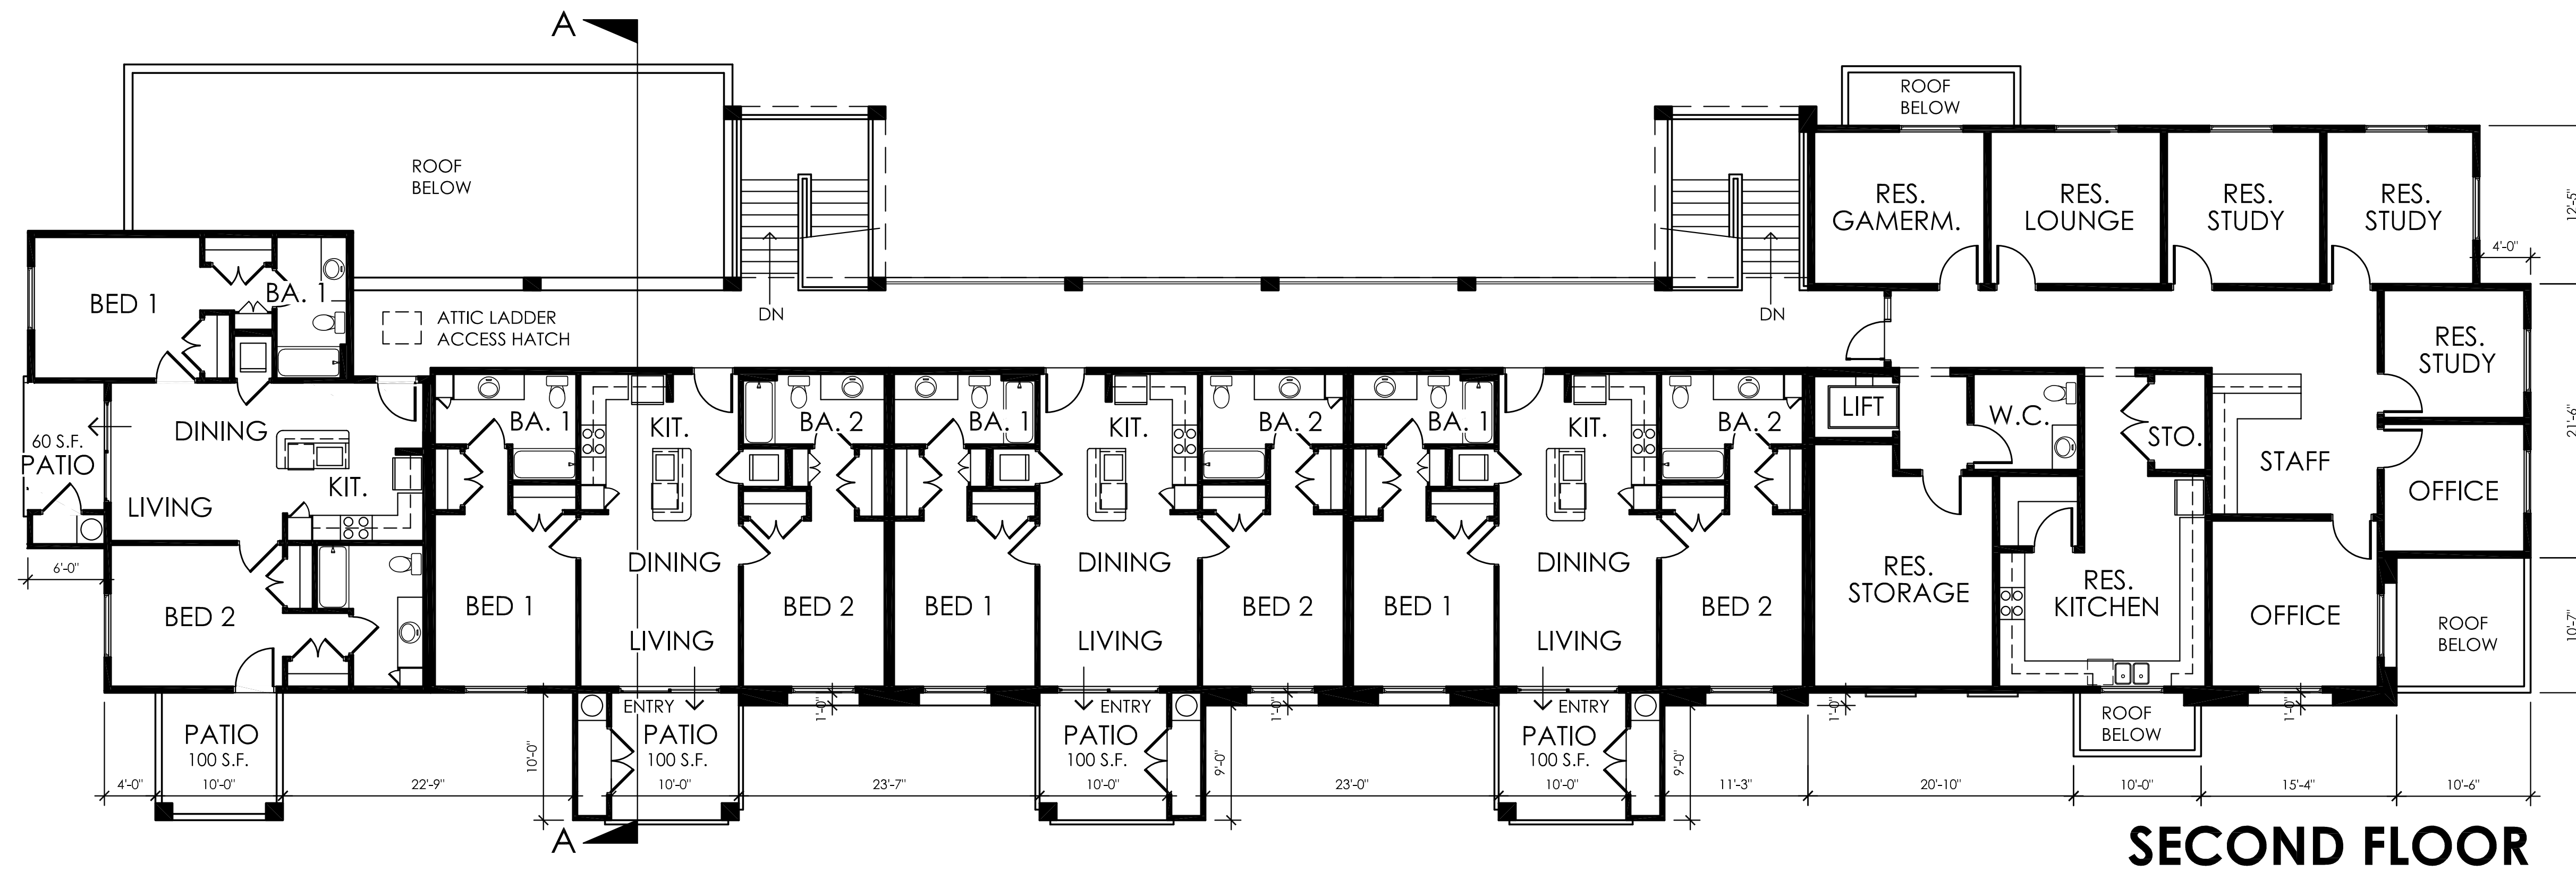 A
ROOF
BELOW
ROOF
BELOW
RES.
GAMERM.
RES.
LOUNGE
RES.
STUDY
RES.
STUDY
12'-5"
4'-0"
BED 1
BA. 1
ATTIC LADDER
ACCESS HATCH
DN
DN
RES.
STUDY
21'-6"
60 S.F.
PATIO
DINING
LIVING
KIT.
BA. 1
KIT.
BA. 2
BA. 1
KIT.
BA. 2
BA. 1
KIT.
BA. 2
LIFT
W.C.
STO.
STAFF
OFFICE
6'-0"
BED 2
BED 1
DINING
LIVING
BED 2
BED 1
DINING
LIVING
BED 2
BED 1
DINING
LIVING
BED 2
RES.
STORAGE
RES.
KITCHEN
OFFICE
ROOF
BELOW
10'-7"
PATIO
100 S.F.
10'-0"
ENTRY
PATIO
100 S.F.
1'-0"
ENTRY
PATIO
100 S.F.
9'-0"
1'-0"
ENTRY
PATIO
100 S.F.
9'-0"
1'-0"
ROOF
BELOW
1'-0"
4'-0"
10'-0"
22'-9"
10'-0"
23'-7"
10'-0"
23'-0"
10'-0"
11'-3"
20'-10"
10'-0"
15'-4"
10'-6"
A
SECOND FLOOR